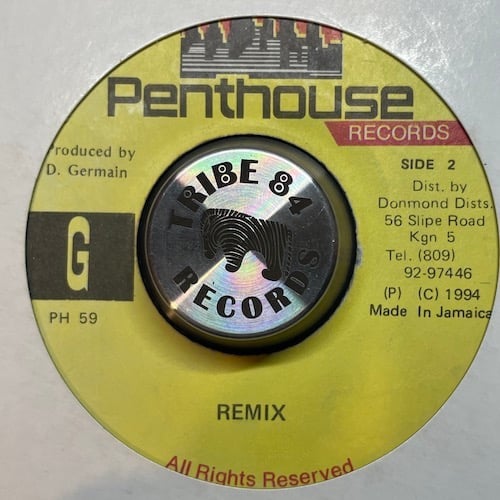 Penthouse
RECORDS
Produced by
D. Germain
SIDE 2
Dist. by
Donmond Dists.
56 Slipe Road
Kgn 5
Tel. (809)
92-97446
(P) (C) 1994
Made In Jamaica
G
PH 59
TRIBE 84
RECORDS
REMIX
All Rights Reserved